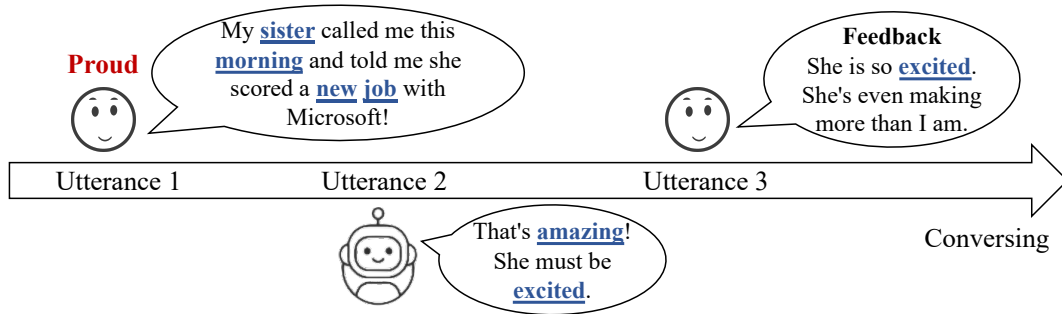 Proud
My sister called me this
morning and told me she
scored a new job with
Microsoft!
Feedback
She is so excited.
She's even making
more than I am.
Utterance 1
Utterance 2
Utterance 3
That's amazing!
She must be
excited.
Conversing